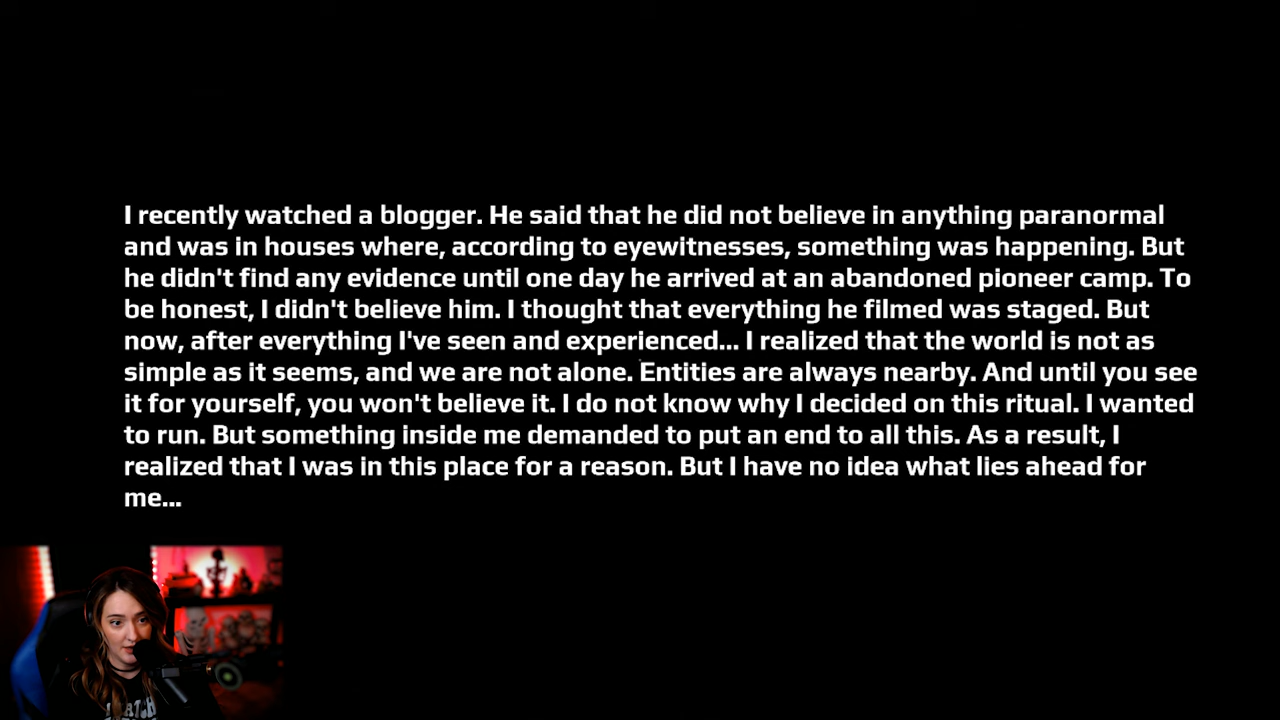 I recently watched a blogger. He said that he did not believe in anything paranormal
and was in houses where, according to eyewitnesses, something was happening. But
he didn't find any evidence until one day he arrived at an abandoned pioneer camp. To
be honest, I didn't believe him. I thought that everything he filmed was staged. But
now, after everything I've seen and experienced... I realized that the world is not as
simple as it seems, and we are not alone. Entities are always nearby. And until you see
it for yourself, you won't believe it. I do not know why I decided on this ritual. I wanted
to run. But something inside me demanded to put an end to all this. As a result, I
realized that I was in this place for a reason. But I have no idea what lies ahead for
me...